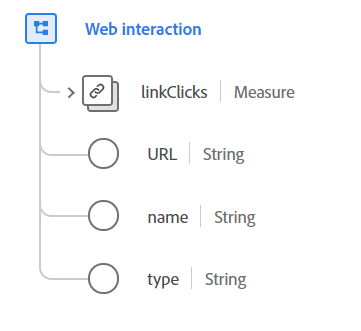 Web interaction
linkClicks | Measure
URL | String
name | String
type | String